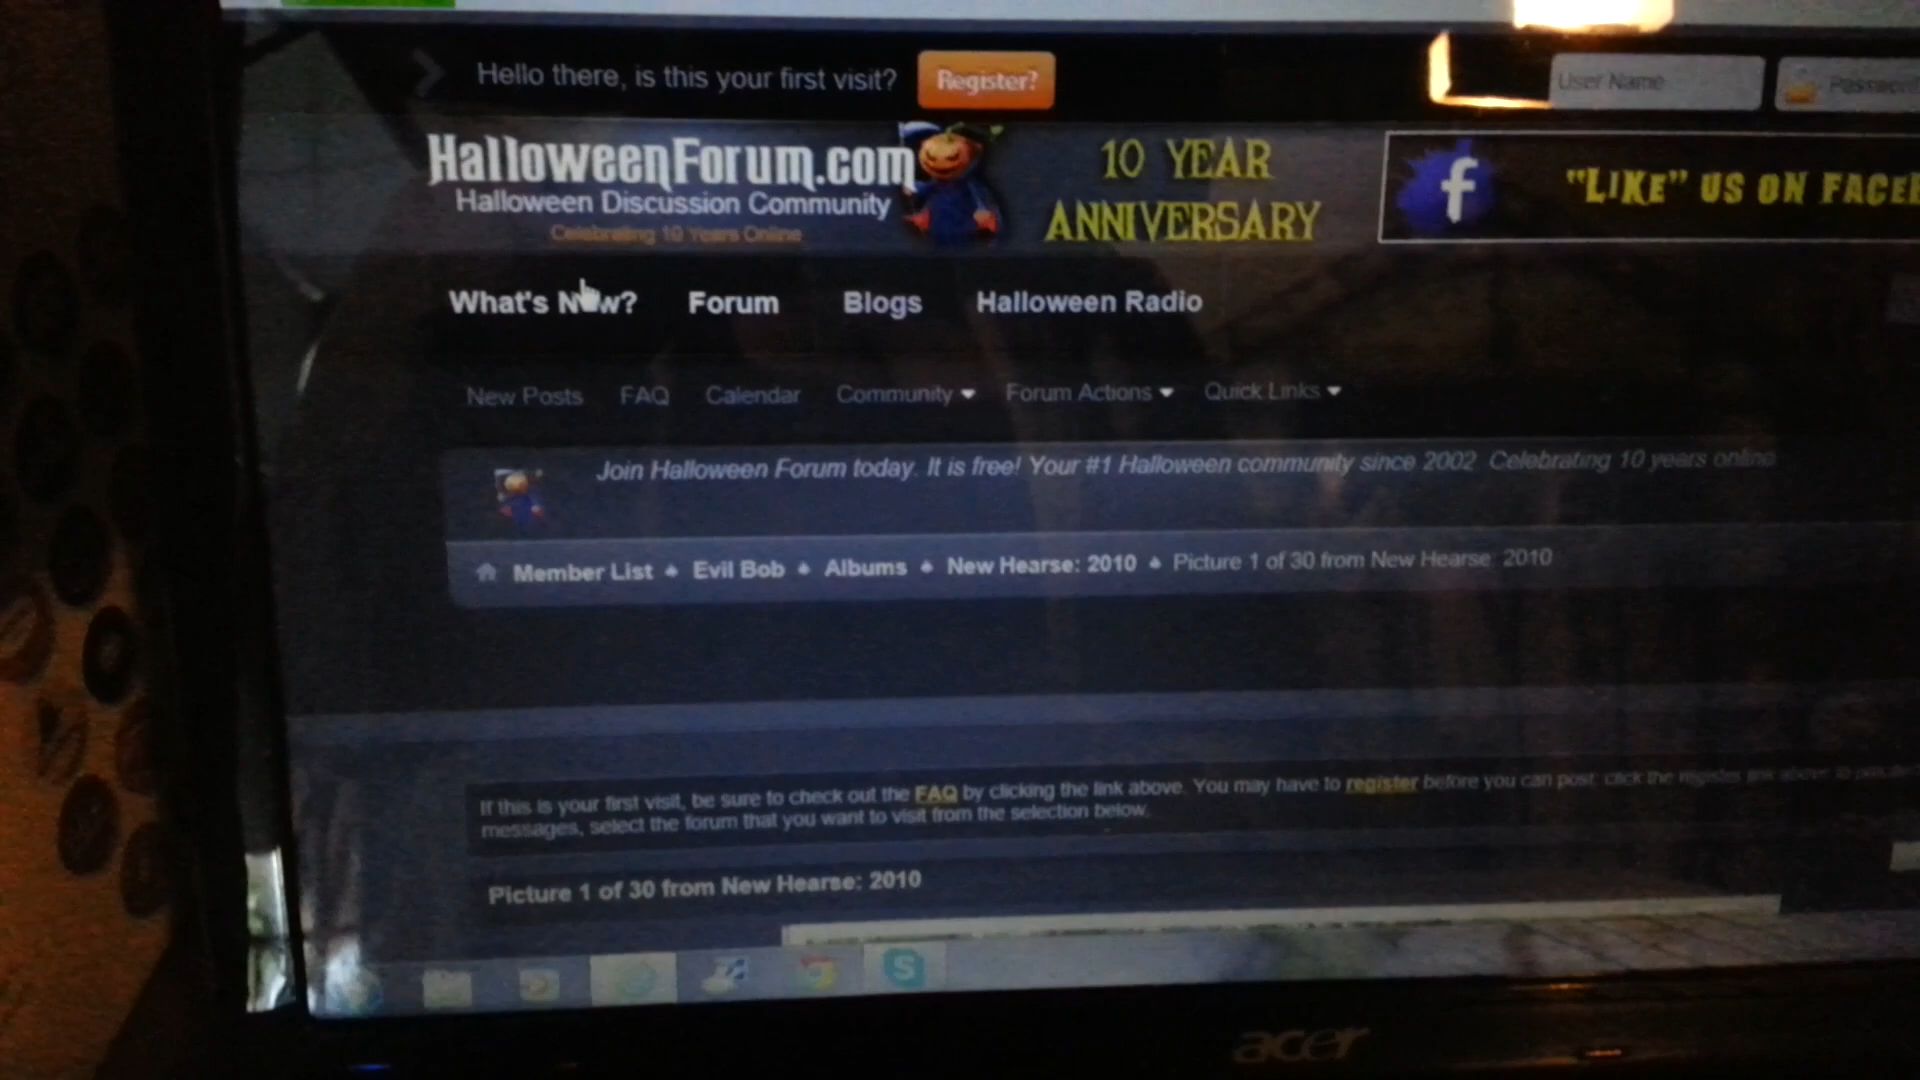 Hello there, is this your first visit? Register? User Name
HalloweenForum.com
Halloween Discussion Community
Celebrating 10 Years Online
10 YEAR
ANNIVERSARY
f "LIKE" US ON
What's New? Forum Blogs Halloween Radio
New Posts FAQ Calendar Community Forum Actions Quick Links
Join Halloween Forum today. It is free! Your #1 Halloween community since 2002 Celebrating 10 years online
Member List Evil Bob Albums New Hearse: 2010 Picture 1 of 30 from New Hearse: 2010
If this is your first visit, be sure to check out the FAQ by clicking the link above. You may have to register before you can post: click the register link above to
messages, select the forum that you want to visit from the selection below.
Picture 1 of 30 from New Hearse: 2010
S
acer